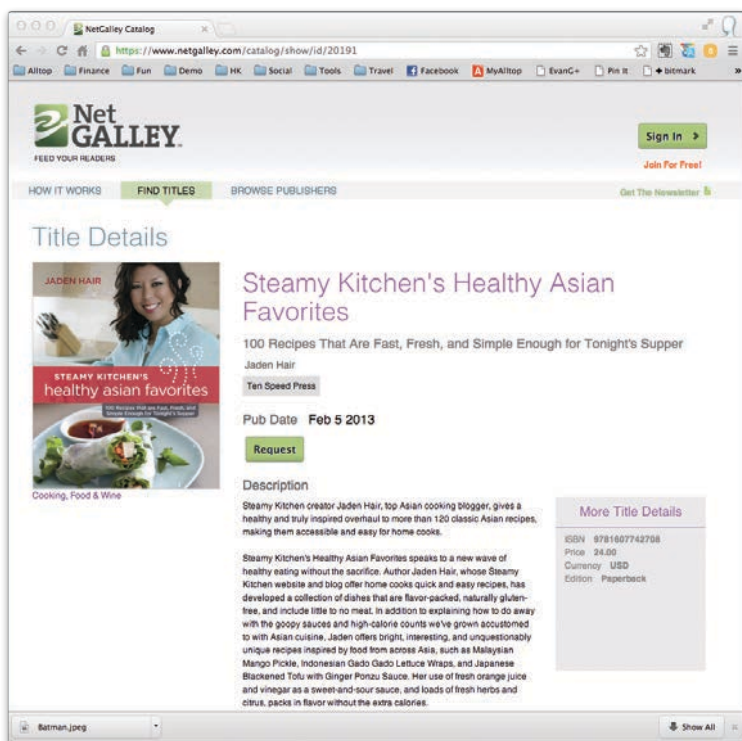 NetGalley Catalog
https://www.netgalley.com/catalog/show/id/20191
Alltop Finance Fun Demo HK Social Tools Travel Facebook MyAlltop EvanG+ Pin It + bitmark »
Net
GALLEY
FEED YOUR READERS
Sign In >
Join For Free!
HOW IT WORKS FIND TITLES BROWSE PUBLISHERS
Get The Newsletter
Title Details
JADEN HAIR
STEAMY KITCHEN'S
healthy asian favorites
100 Recipes That are Fast, Fresh, and
Simple Enough for Tonight's Supper
Cooking, Food & Wine
Steamy Kitchen's Healthy Asian
Favorites
100 Recipes That Are Fast, Fresh, and Simple Enough for Tonight's Supper
Jaden Hair
Ten Speed Press
Pub Date Feb 5 2013
Request
Description
Steamy Kitchen creator Jaden Hair, top Asian cooking blogger, gives a
healthy and truly inspired overhaul to more than 120 classic Asian recipes,
making them accessible and easy for home cooks.
Steamy Kitchen's Healthy Asian Favorites speaks to a new wave of
healthy eating without the sacrifice. Author Jaden Hair, whose Steamy
Kitchen website and blog offer home cooks quick and easy recipes, has
developed a collection of dishes that are flavor-packed, naturally gluten-
free, and include little to no meat. In addition to explaining how to do away
with the goopy sauces and high-calorie counts we've grown accustomed
to with Asian cuisine, Jaden offers bright, interesting, and unquestionably
unique recipes inspired by food from across Asia, such as Malaysian
Mango Pickle, Indonesian Gado Gado Lettuce Wraps, and Japanese
Blackened Tofu with Ginger Ponzu Sauce. Her use of fresh orange juice
and vinegar as a sweet-and-sour sauce, and loads of fresh herbs and
citrus, packs in flavor without the extra calories.
More Title Details
ISBN 9781607742708
Price 24.00
Currency USD
Edition Paperback
Batman.jpeg
Show All